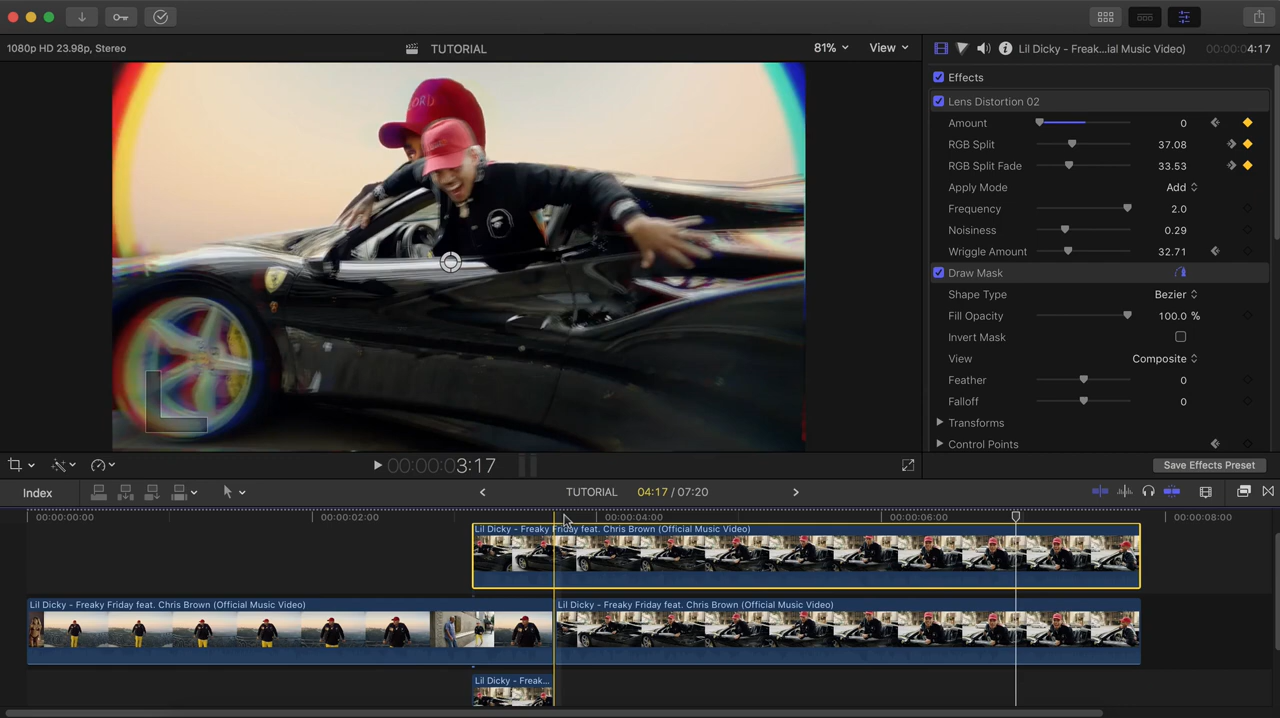 1080p HD 23.98p, Stereo
TUTORIAL
81%
View
Lil Dicky - Freak...ial Music Video)
00:00:04:17
Effects
Lens Distortion 02
Amount 0
RGB Split 37.08
RGB Split Fade 33.53
Apply Mode Add
Frequency 2.0
Noisiness 0.29
Wriggle Amount 32.71
Draw Mask
Shape Type Bezier
Fill Opacity 100.0 %
Invert Mask
View Composite
Feather 0
Falloff 0
Transforms
Control Points
00:00:00:03:17
Save Effects Preset
Index
TUTORIAL
04:17 / 07:20
00:00:00:00
00:00:02:00
00:00:04:00
00:00:06:00
00:00:08:00
Lil Dicky - Freaky Friday feat. Chris Brown (Official Music Video)
Lil Dicky - Freaky Friday feat. Chris Brown (Official Music Video)
Lil Dicky - Freaky Friday feat. Chris Brown (Official Music Video)
Lil Dicky - Freak...